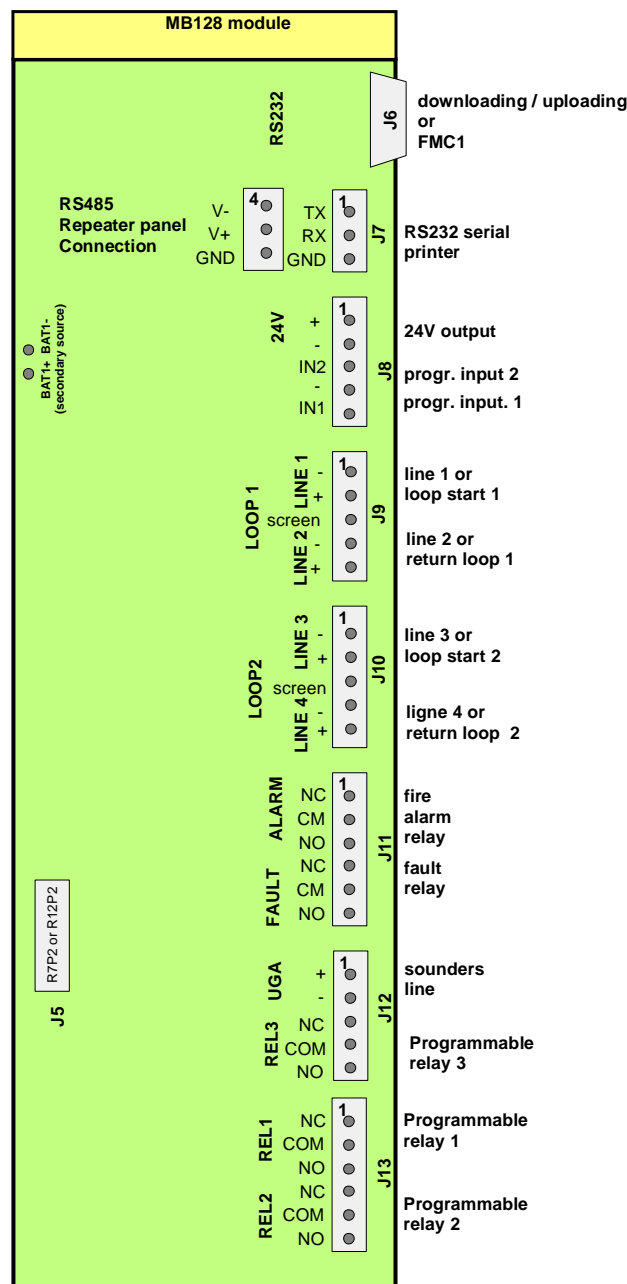 MB128 module
RS232
J6
downloading / uploading
or
FMC1
RS485
Repeater panel
Connection
V-
V+
GND
4
TX
RX
GND
1
J7
RS232 serial
printer
BAT1+ BAT1-
(secondary source)
24V
+
-
IN2
-
IN1
1
J8
24V output
progr. input 2
progr. input. 1
LOOP 1
LINE 1
-
+
screen
LINE 2
-
+
1
J9
line 1 or
loop start 1
line 2 or
return loop 1
LOOP2
LINE 3
-
+
screen
LINE 4
-
+
1
J10
line 3 or
loop start 2
ligne 4 or
return loop 2
ALARM
NC
CM
NO
FAULT
NC
CM
NO
1
J11
fire
alarm
relay
fault
relay
R7P2 or R12P2
J5
UGA
+
-
REL3
NC
COM
NO
1
J12
sounders
line
Programmable
relay 3
REL1
NC
COM
NO
REL2
NC
COM
NO
1
J13
Programmable
relay 1
Programmable
relay 2